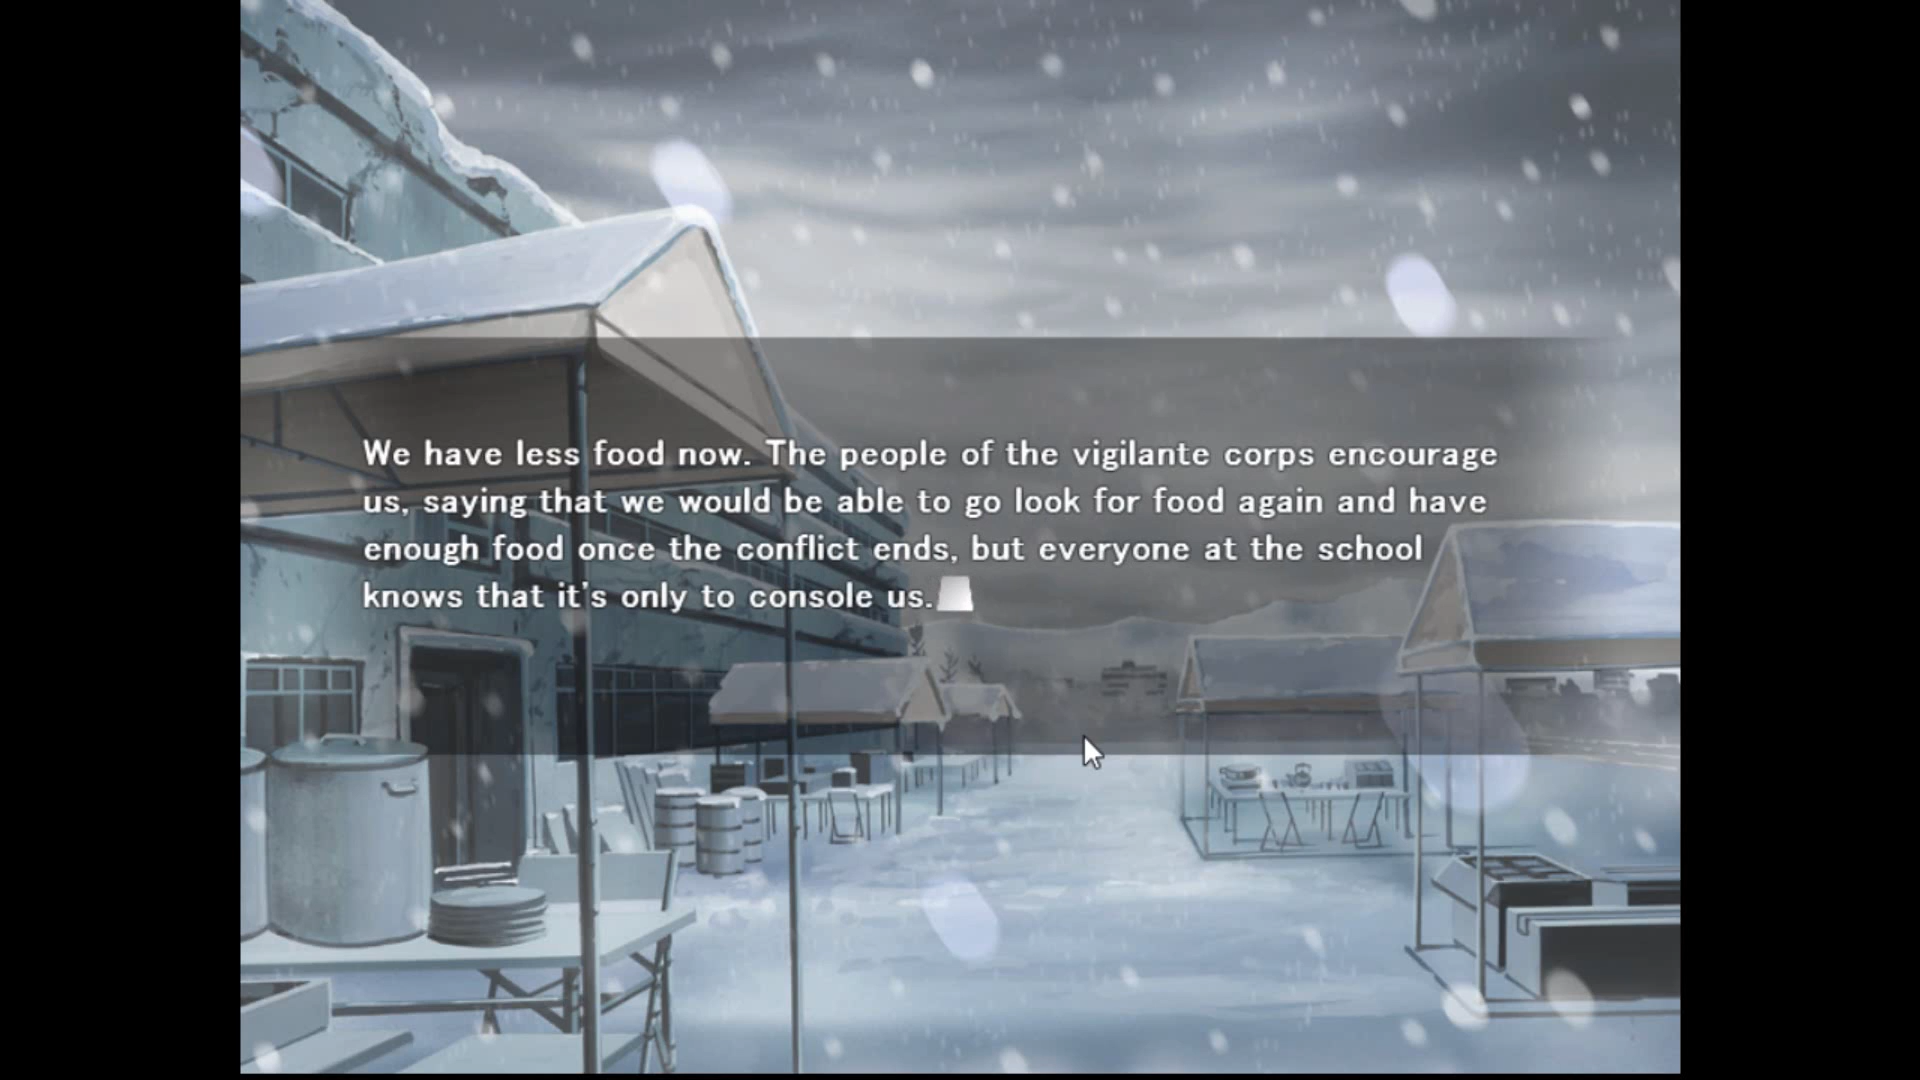 We have less food now. The people of the vigilante corps encourage
us, saying that we would be able to go look for food again and have
enough food once the conflict ends, but everyone at the school
knows that it's only to console us.